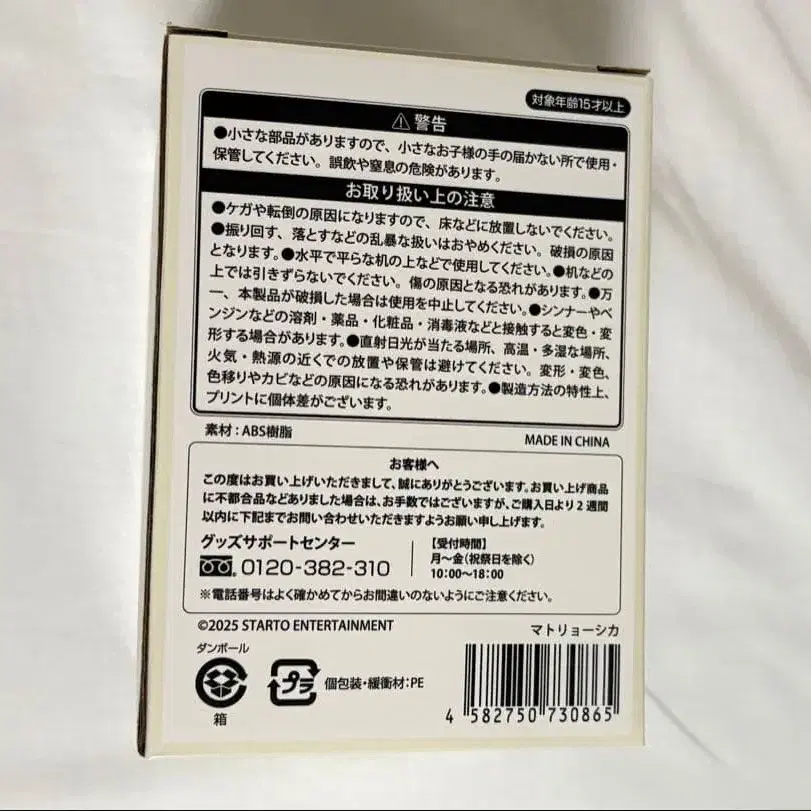 対象年齢15才以上
⚠警告
●小さな部品がありますので、小さなお子様の手の届かない所で使用・
保管してください。誤飲や窒息の危険があります。
お取り扱い上の注意
●ケガや転倒の原因になりますので、床などに放置しないでください。
●振り回す、落とすなどの乱暴な扱いはおやめください。破損の原因
となります。●水平で平らな机の上などで使用してください。●机などの
上では引きずらないでください。傷の原因となる恐れがあります。●万
一、本製品が破損した場合は使用を中止してください。●シンナーやベ
ンジンなどの溶剤・薬品・化粧品・消毒液などと接触すると変色・変
形する場合があります。●直射日光が当たる場所、高温・多湿な場所、
火気・熱源の近くでの放置や保管は避けてください。変形・変色、
色移りやカビなどの原因になる恐れがあります。●製造方法の特性上、
プリントに個体差がございます。
素材：ABS樹脂
MADE IN CHINA
お客様へ
この度はお買い上げいただきまして、誠にありがとうございます。お買い上げ商品
に不都合品などありました場合は、お手数ではございますが、ご購入日より2週間
以内に下記までお問い合わせいただきますようお願い申し上げます。
グッズサポートセンター
0120-382-310
【受付時間】
月～金（祝祭日を除く）
10:00～18:00
※電話番号はよく確かめてからお間違いのないようにご注意ください。
©2025 STARTO ENTERTAINMENT
マトリョーシカ
ダンボール
箱
プラ
個包装・緩衝材：PE
4 582750 730865